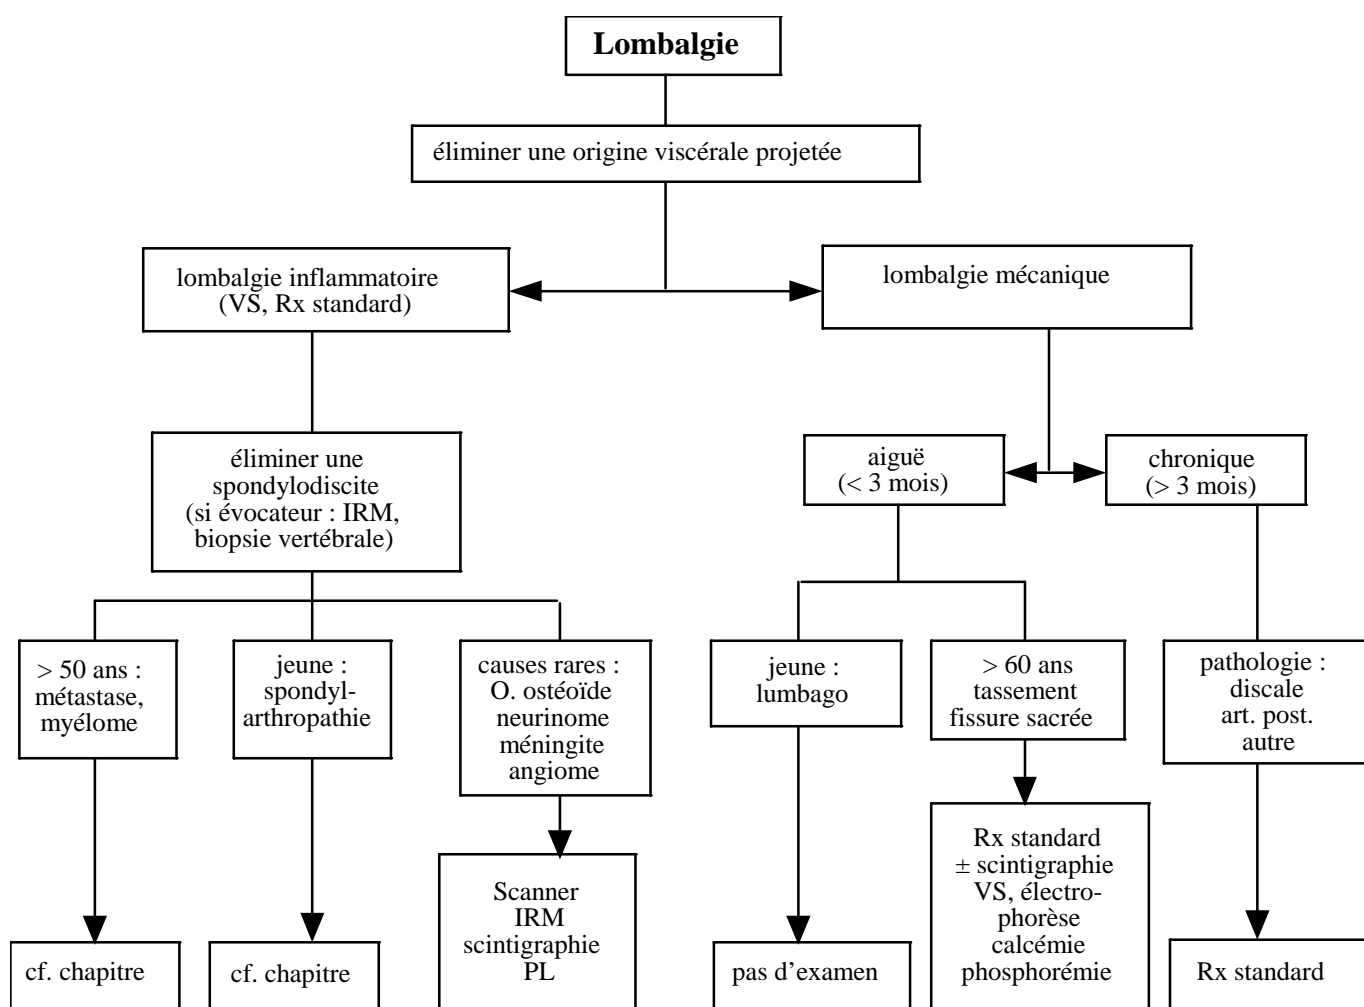 Lombalgie
éliminer une origine viscérale projetée
lombalgie inflammatoire
(VS, Rx standard)
lombalgie mécanique
éliminer une
spondylodiscite
(si évocateur : IRM,
biopsie vertébrale)
aiguë
(< 3 mois)
chronique
(> 3 mois)
> 50 ans :
métastase,
myélome
jeune :
spondyl-
arthropathie
causes rares :
O. ostéoïde
neurinome
méningite
angiome
jeune :
lumbago
> 60 ans
tassement
fissure sacrée
pathologie :
discale
art. post.
autre
cf. chapitre
cf. chapitre
Scanner
IRM
scintigraphie
PL
pas d’examen
Rx standard
± scintigraphie
VS, électro-
phorèse
calcémie
phosphorémie
Rx standard